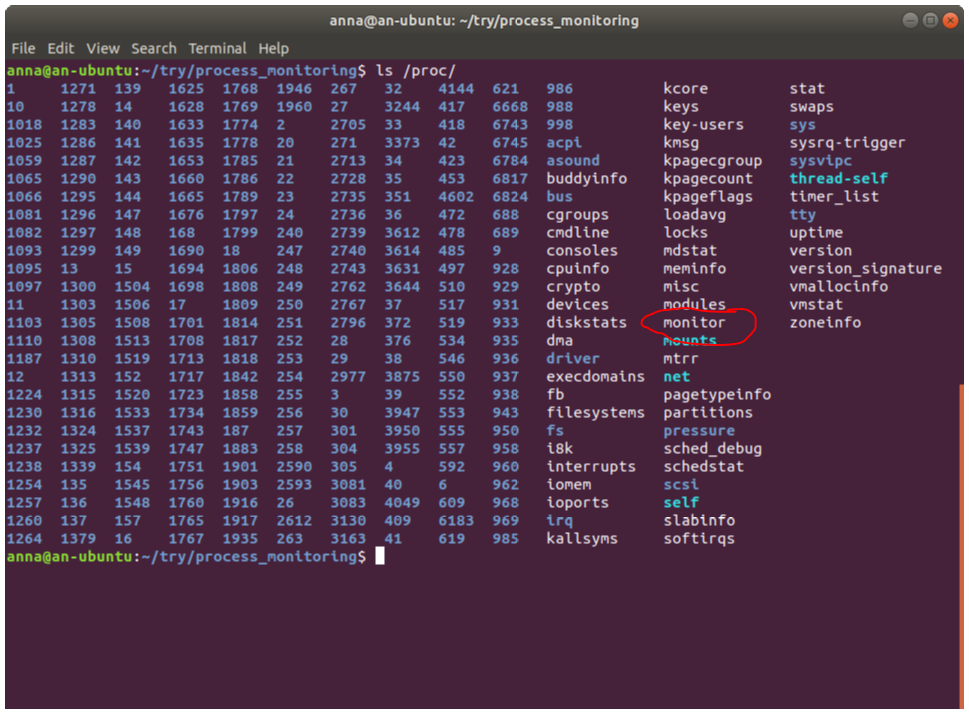 anna@an-ubuntu: ~/try/process_monitoring
File Edit View Search Terminal Help
anna@an-ubuntu:~/try/process_monitoring$ ls /proc/
1 1271 139 1625 1768 1946 267 32 4144 621 986 kcore stat
10 1278 14 1628 1769 1960 27 3244 417 6668 988 keys swaps
1018 1283 140 1633 1774 2 2705 33 418 6743 998 key-users sys
1025 1286 141 1635 1778 20 271 3373 42 6745 acpi kmsg sysrq-trigger
1059 1287 142 1653 1785 21 2713 34 423 6784 asound kpagecgroup sysvipc
1065 1290 143 1660 1786 22 2728 35 453 6817 buddyinfo kpagecount thread-self
1066 1295 144 1665 1789 23 2735 351 4602 6824 bus kpageflags timer_list
1081 1296 147 1676 1797 24 2736 36 472 688 cgroups loadavg tty
1082 1297 148 168 1799 240 2739 3612 478 689 cmdline locks uptime
1093 1299 149 1690 18 247 2740 3614 485 9 consoles mdstat version
1095 13 15 1694 1806 248 2743 3631 497 928 cpuinfo meminfo version_signature
1097 1300 1504 1698 1808 249 2762 3644 510 929 crypto misc vmallocinfo
11 1303 1506 17 1809 250 2767 37 517 931 devices modules vmstat
1103 1305 1508 1701 1814 251 2796 372 519 933 diskstats monitor zoneinfo
1110 1308 1513 1708 1817 252 28 376 534 935 dma mounts
1187 1310 1519 1713 1818 253 29 38 546 936 driver mtrr
12 1313 152 1717 1842 254 2977 3875 550 937 execdomains net
1224 1315 1520 1723 1858 255 3 39 552 938 fb pagetypeinfo
1230 1316 1533 1734 1859 256 30 3947 553 943 filesystems partitions
1232 1324 1537 1743 187 257 301 3950 555 950 fs pressure
1237 1325 1539 1747 1883 258 304 3955 557 958 i8k sched_debug
1238 1339 154 1751 1901 2590 305 4 592 960 interrupts schedstat
1254 135 1545 1756 1903 2593 3081 40 6 962 iomem scsi
1257 136 1548 1760 1916 26 3083 4049 609 968 ioports self
1260 137 157 1765 1917 2612 3130 409 6183 969 irq slabinfo
1264 1379 16 1767 1935 263 3163 41 619 985 kallsyms softirqs
anna@an-ubuntu:~/try/process_monitoring$